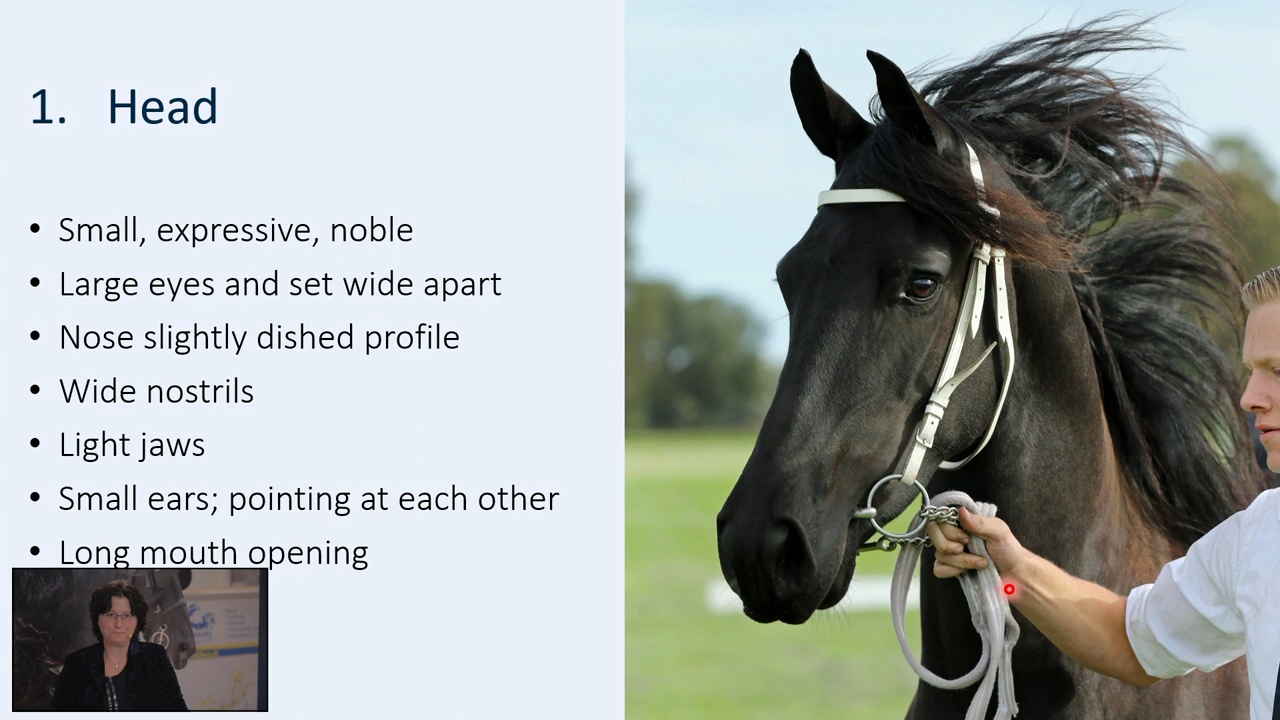 1. Head
• Small, expressive, noble
• Large eyes and set wide apart
• Nose slightly dished profile
• Wide nostrils
• Light jaws
• Small ears; pointing at each other
• Long mouth opening